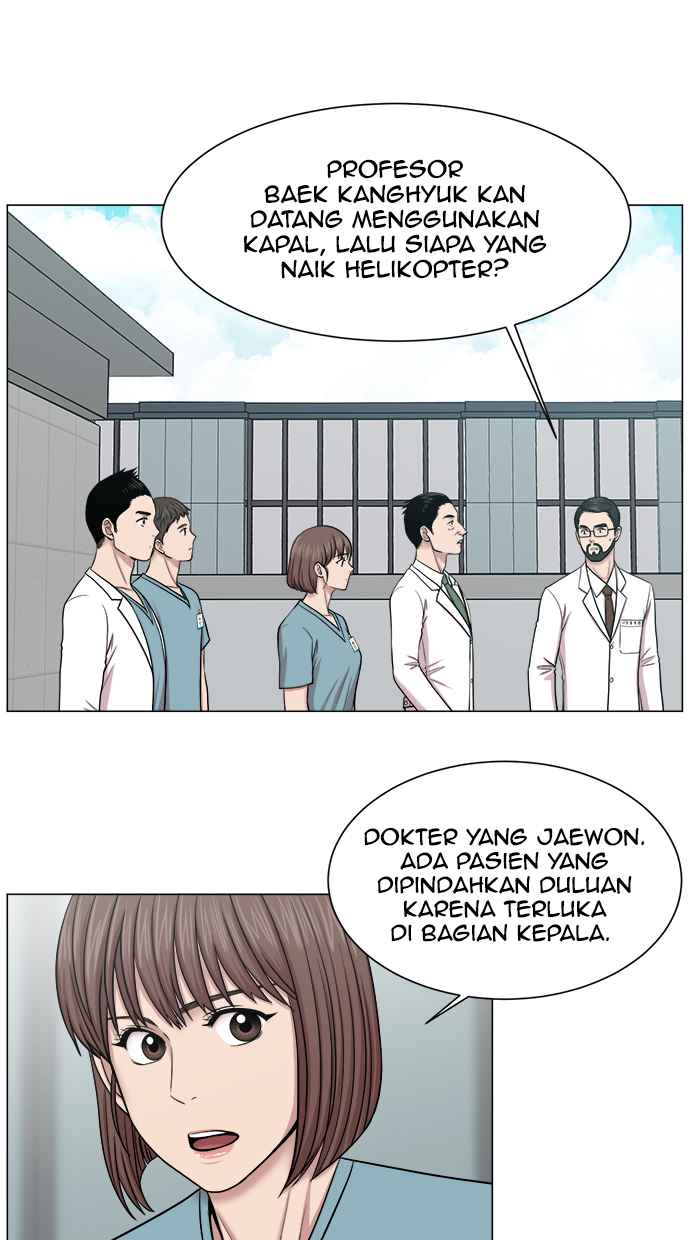 PROFESOR
BAEK KANGHYUK KAN
DATANG MENGGUNAKAN
KAPAL, LALU SIAPA YANG
NAIK HELIKOPTER?
DOKTER YANG JAEWON.
ADA PASIEN YANG
DIPINDAHKAN DULUAN
KARENA TERLUKA
DI BAGIAN KEPALA.